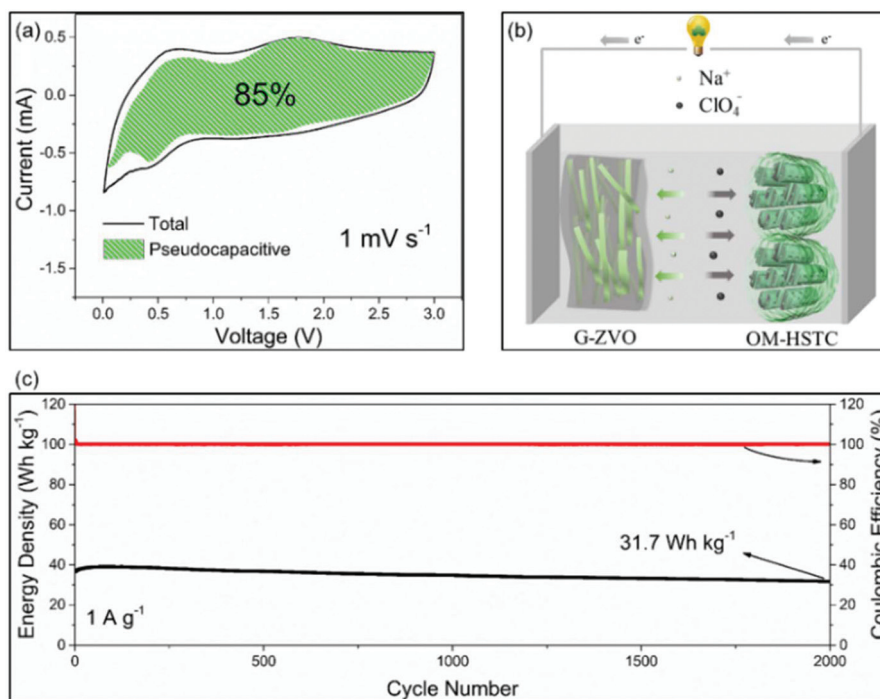 (a)
0.5
0.0
-0.5
-1.0
-1.5
Current (mA)
85%
Total
Pseudocapacitive
1 mV s⁻¹
0.0 0.5 1.0 1.5 2.0 2.5 3.0
Voltage (V)
(b)
e⁻ e⁻
Na⁺
ClO₄⁻
G-ZVO OM-HSTC
(c)
120 120
100 100
80 80
60 60
40 40
20 20
0 0
Energy Density (Wh kg⁻¹)
Coulombic Efficiency (%)
31.7 Wh kg⁻¹
1 A g⁻¹
0 500 1000 1500 2000
Cycle Number